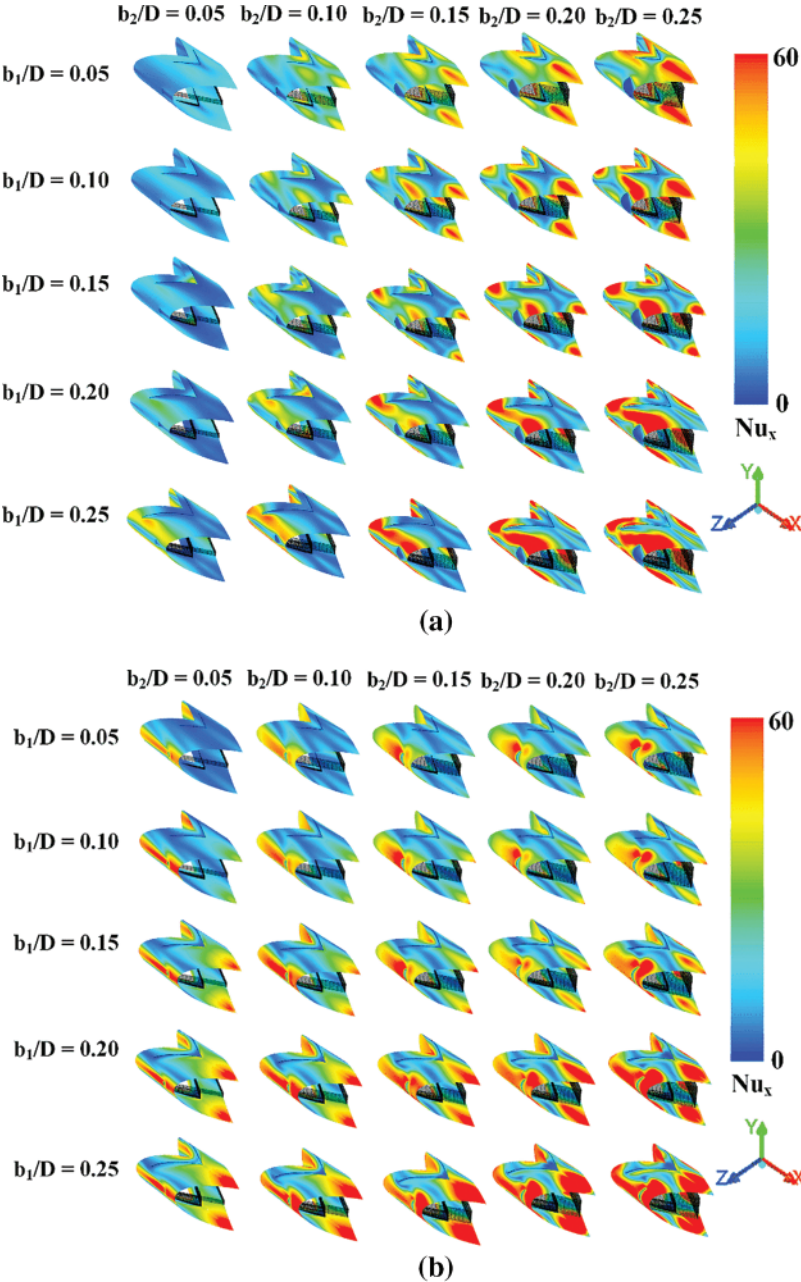 b₂/D = 0.05 b₂/D = 0.10 b₂/D = 0.15 b₂/D = 0.20 b₂/D = 0.25
b₁/D = 0.05
60
b₁/D = 0.10
b₁/D = 0.15
b₁/D = 0.20
0
Nuₓ
Y
b₁/D = 0.25
Z X
(a)
b₂/D = 0.05 b₂/D = 0.10 b₂/D = 0.15 b₂/D = 0.20 b₂/D = 0.25
60
b₁/D = 0.05
b₁/D = 0.10
b₁/D = 0.15
b₁/D = 0.20
0
Nuₓ
Y
b₁/D = 0.25
Z X
(b)